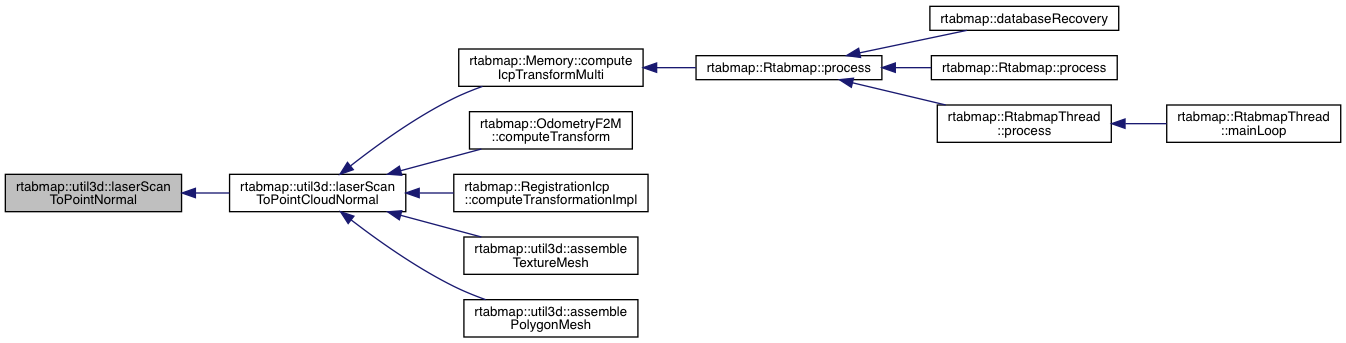 rtabmap::util3d::laserScan
ToPointNormal
rtabmap::util3d::laserScan
ToPointCloudNormal
rtabmap::Memory::compute
IcpTransformMulti
rtabmap::OdometryF2M
::computeTransform
rtabmap::RegistrationIcp
::computeTransformationImpl
rtabmap::util3d::assemble
TextureMesh
rtabmap::util3d::assemble
PolygonMesh
rtabmap::Rtabmap::process
rtabmap::databaseRecovery
rtabmap::Rtabmap::process
rtabmap::RtabmapThread
::process
rtabmap::RtabmapThread
::mainLoop